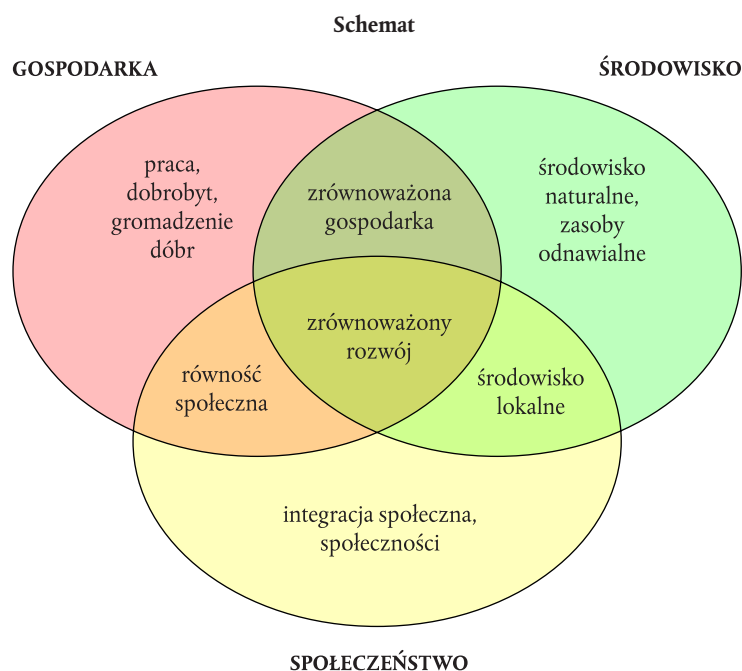 Schemat
GOSPODARKA
ŚRODOWISKO
praca,
dobrobyt,
gromadzenie
dóbr
zrównoważona
gospodarka
środowisko
naturalne,
zasoby
odnawialne
zrównoważony
rozwój
równość
społeczna
środowisko
lokalne
integracja społeczna,
społeczności
SPOŁECZEŃSTWO